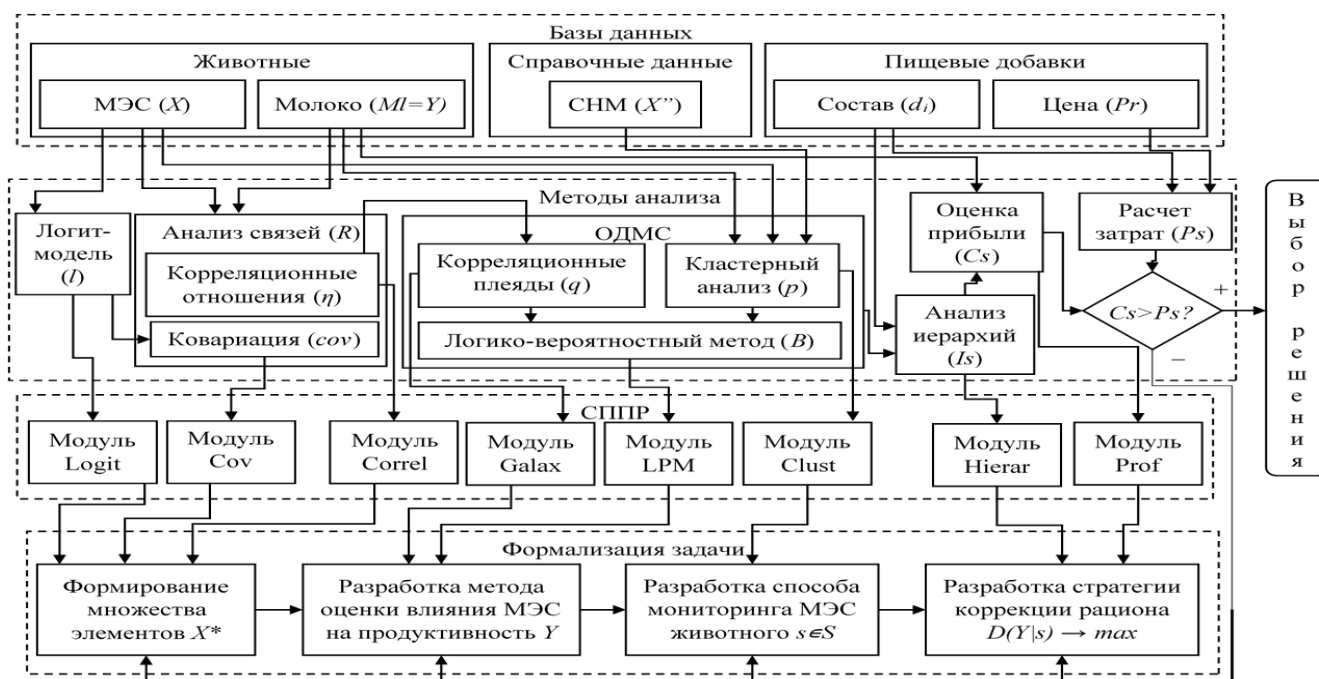 Базы данных
Животные
МЭС (X)
Молоко (Ml=Y)
Справочные данные
СНМ (X”)
Пищевые добавки
Состав (di)
Цена (Pr)
Методы анализа
Логит-
модель
(l)
Анализ связей (R)
Корреляционные
отношения (η)
Ковариация (cov)
ОДМС
Корреляционные
плеяды (q)
Кластерный
анализ (p)
Логико-вероятностный метод (B)
Оценка
прибыли
(Cs)
Анализ
иерархий
(Is)
Расчет
затрат (Ps)
Cs>Ps?
+
–
Выбор решения
СППР
Модуль
Logit
Модуль
Cov
Модуль
Correl
Модуль
Galax
Модуль
LPM
Модуль
Clust
Модуль
Hierar
Модуль
Prof
Формализация задачи
Формирование
множества
элементов X*
Разработка метода
оценки влияния МЭС
на продуктивность Y
Разработка способа
мониторинга МЭС
животного s∈S
Разработка стратегии
коррекции рациона
D(Y|s) → max